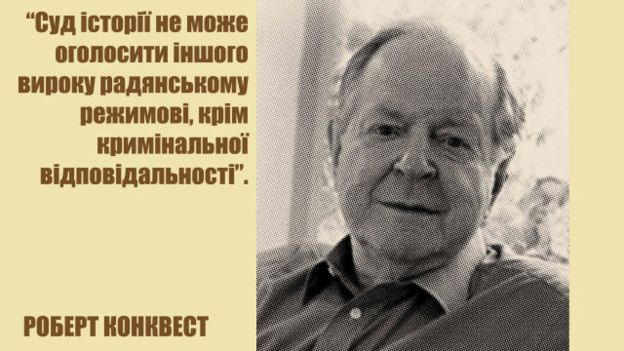 “Суд історії не може
оголосити іншого
вироку радянському
режимові, крім
кримінальної
відповідальності”.
РОБЕРТ КОНКВЕСТ